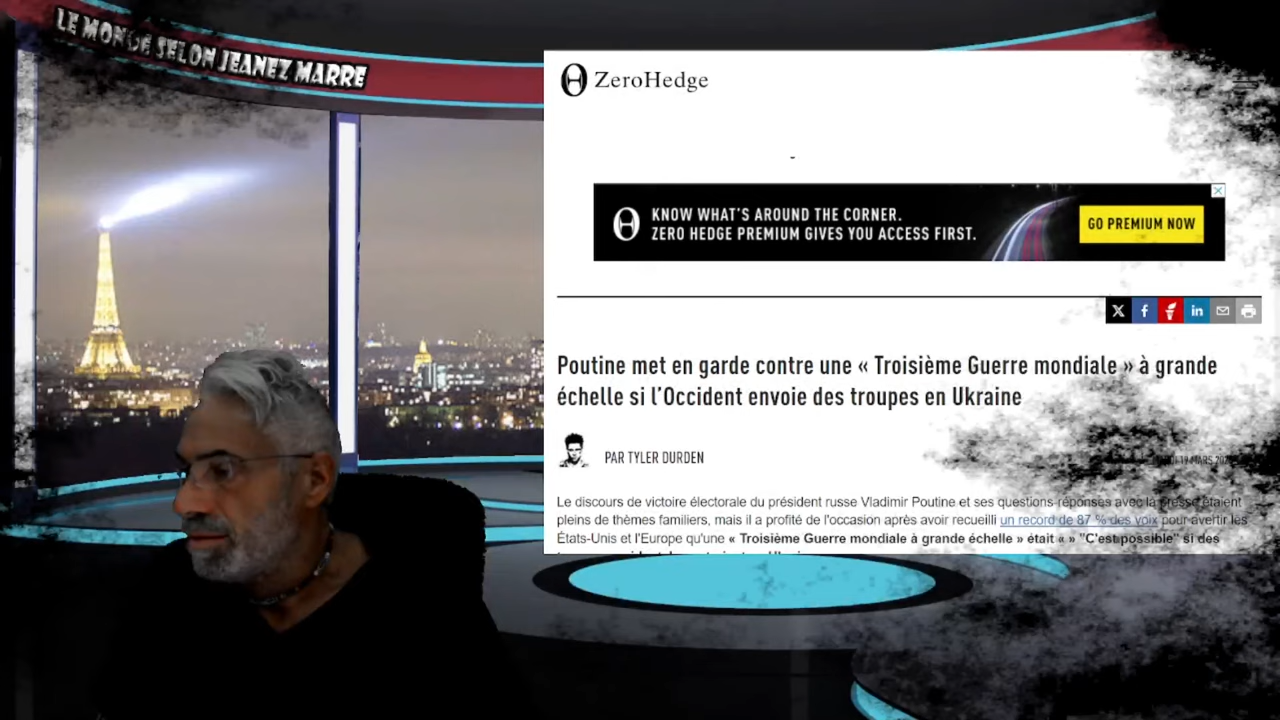 LE MONDE SELON JEANEZ MARRE
ZeroHedge
-
KNOW WHAT'S AROUND THE CORNER.
ZERO HEDGE PREMIUM GIVES YOU ACCESS FIRST.
GO PREMIUM NOW
Poutine met en garde contre une « Troisième Guerre mondiale » à grande
échelle si l'Occident envoie des troupes en Ukraine
PAR TYLER DURDEN
19 MARS
Le discours de victoire électorale du président russe Vladimir Poutine et ses questions-réponses avec la presse étaient
pleins de thèmes familiers, mais il a profité de l'occasion après avoir recueilli un record de 87 % des voix pour avertir les
États-Unis et l'Europe qu'une « Troisième Guerre mondiale à grande échelle » était « » "C'est possible" si des